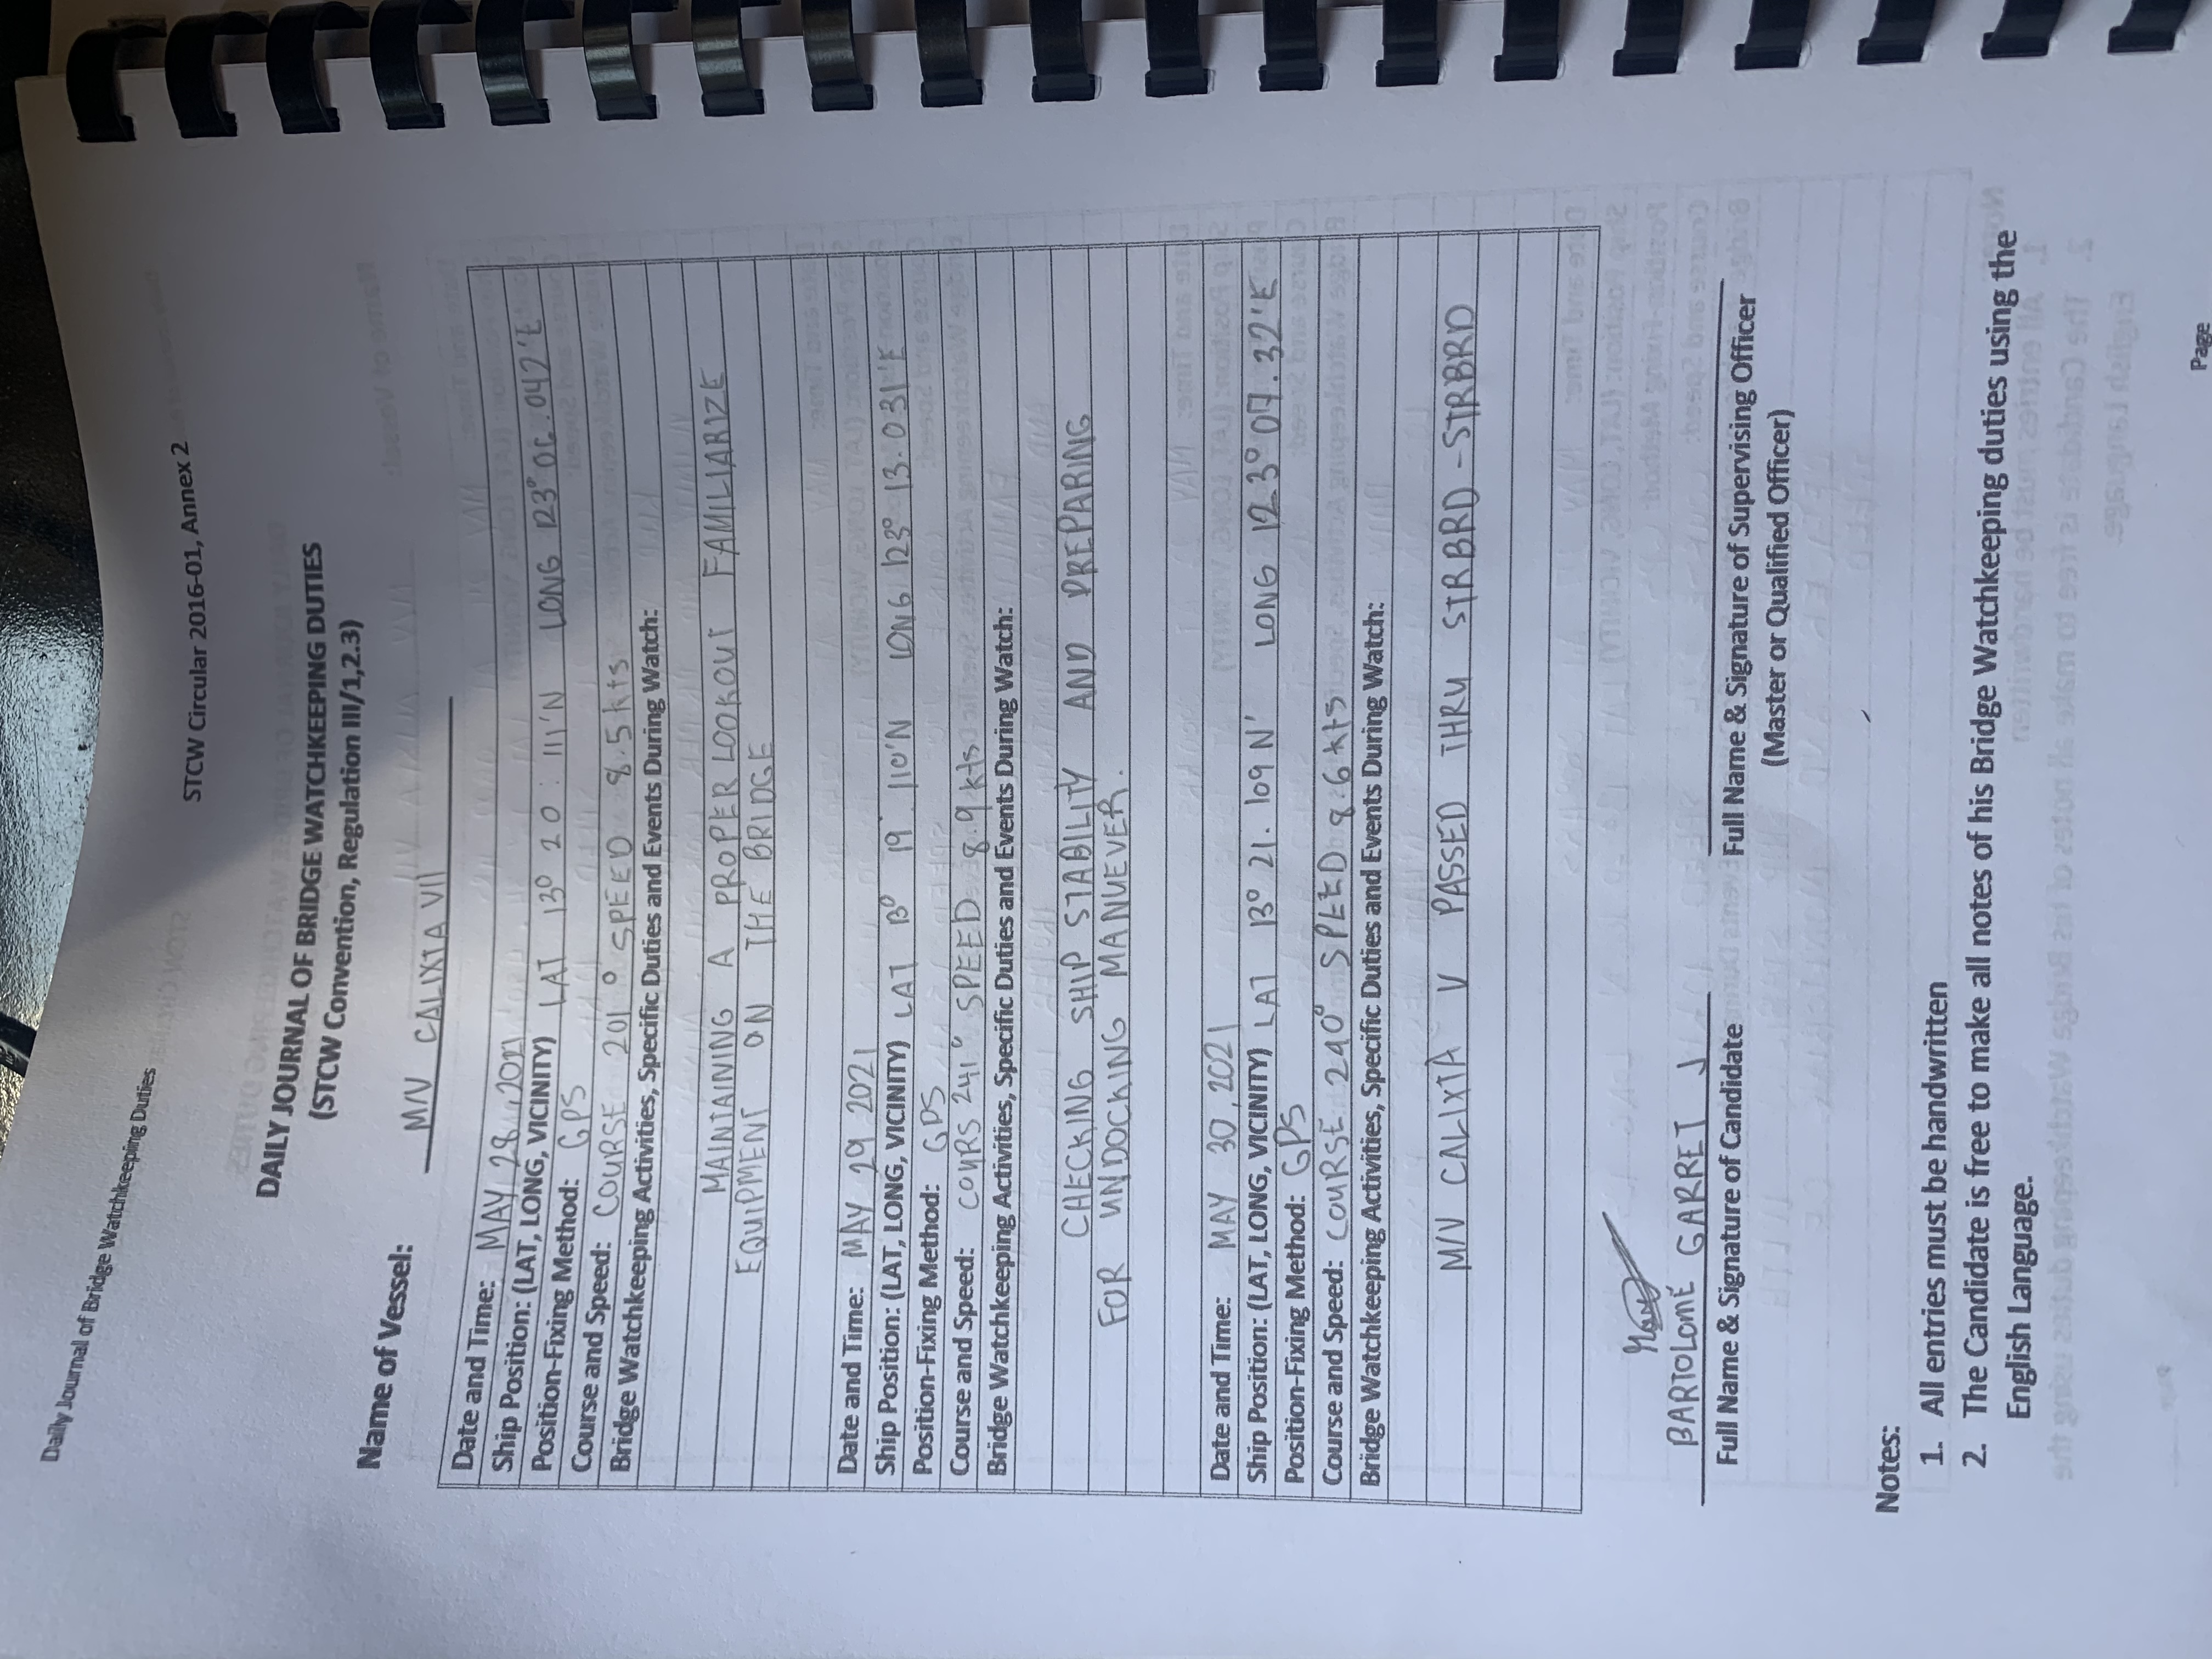 Daily Journal of Bridge Watchkeeping Duties
STCW Circular 2016-01, Annex 2
DAILY JOURNAL OF BRIDGE WATCHKEEPING DUTIES
(STCW Convention, Regulation III/1,2.3)
Name of Vessel: M/V CALIXTA VII
Date and Time: MAY 28, 2021
Ship Position: (LAT, LONG, VICINITY) LAT 13° 20. 111'N LONG 123° 06.042'E
Position-Fixing Method: GPS
Course and Speed: COURSE 201° SPEED 8.5 kts
Bridge Watchkeeping Activities, Specific Duties and Events During Watch:
MAINTAINING A PROPER LOOKOUT FAMILIARIZE
EQUIPMENT ON THE BRIDGE
Date and Time: MAY 29 2021
Ship Position: (LAT, LONG, VICINITY) LAT 13° 19. 110'N LONG 123° 13.031'E
Position-Fixing Method: GPS
Course and Speed: COURS 241° SPEED 8.9 kts
Bridge Watchkeeping Activities, Specific Duties and Events During Watch:
CHECKING SHIP STABILITY AND PREPARING
FOR UNDOCKING MANUEVER.
Date and Time: MAY 30, 2021
Ship Position: (LAT, LONG, VICINITY) LAT 13° 21. 109 N' LONG 123° 07.32'E
Position-Fixing Method: GPS
Course and Speed: COURSE 240° SPEED 8.6 kts
Bridge Watchkeeping Activities, Specific Duties and Events During Watch:
M/V CALIXTA V PASSED THRU STRBRD - STRBRD
BARTOLOME GARRET J
Full Name & Signature of Candidate
Full Name & Signature of Supervising Officer
(Master or Qualified Officer)
Notes:
1. All entries must be handwritten
2. The Candidate is free to make all notes of his Bridge Watchkeeping duties using the
English Language.
Page